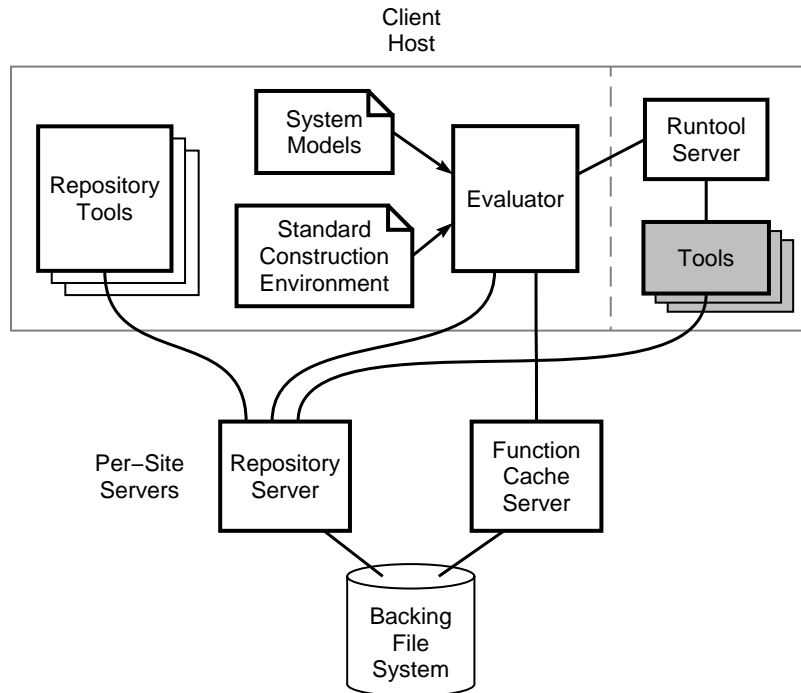 Client
Host
System
Models
Runtool
Server
Repository
Tools
Evaluator
Standard
Construction
Environment
Tools
Per−Site
Servers
Repository
Server
Function
Cache
Server
Backing
File
System